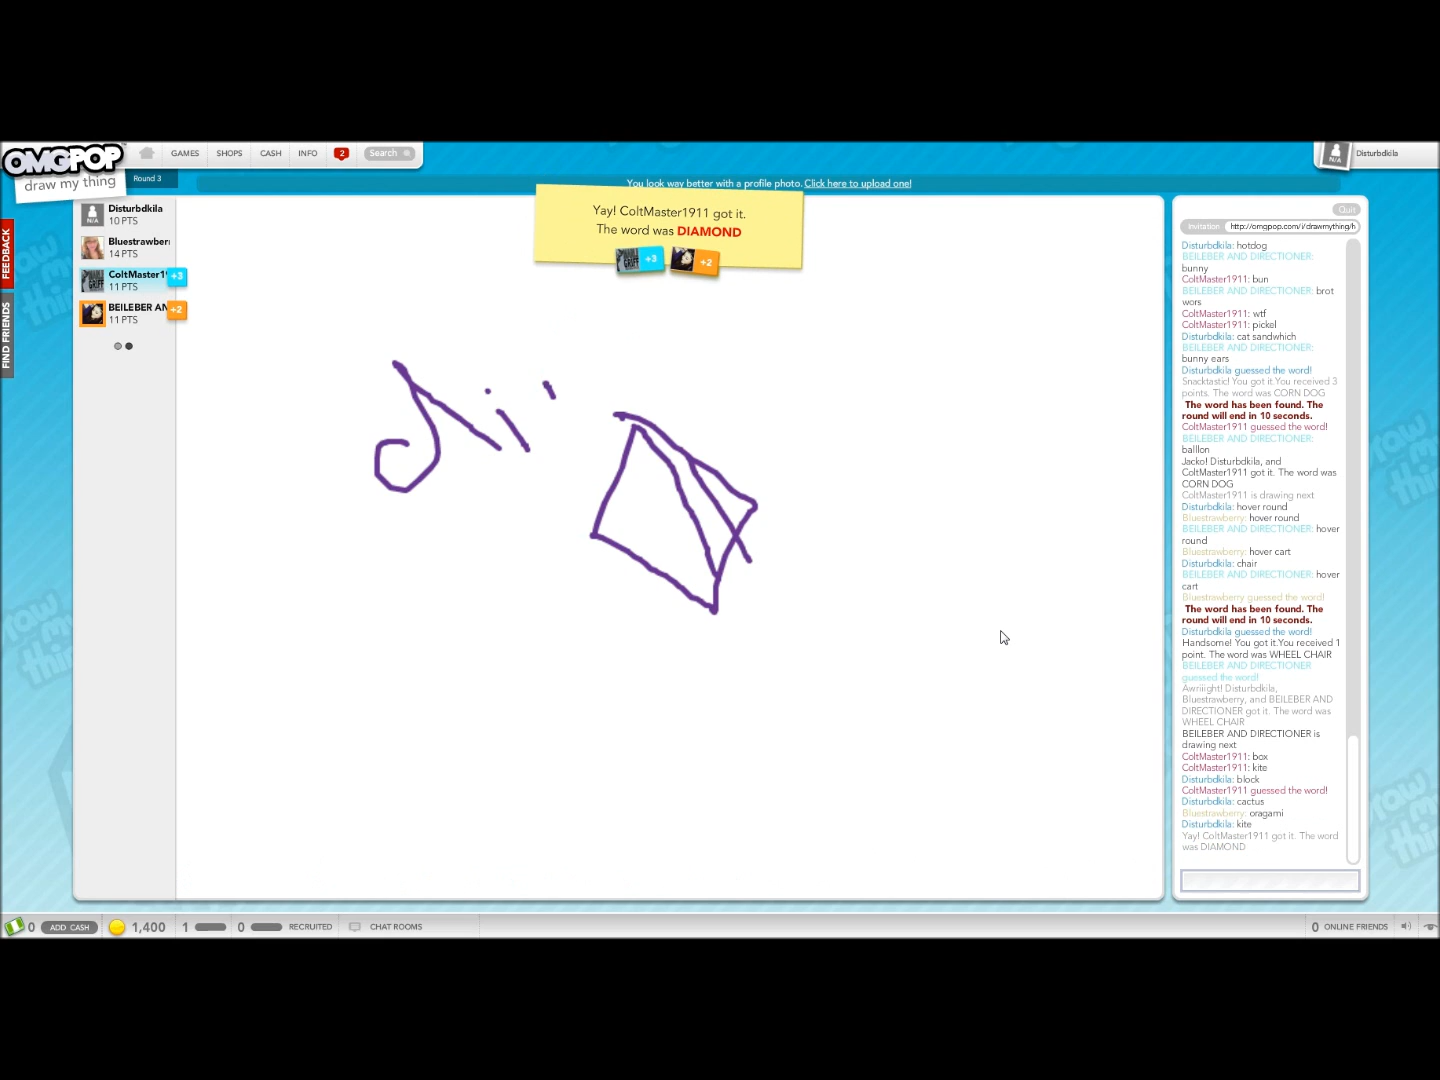 OMGPOP
draw my thing
GAMES
SHOPS
CASH
INFO
2
Search
N/A
Disturbdkila
Round 3
You look way better with a profile photo. Click here to upload one!
FEEDBACK
FIND FRIENDS
N/A
Disturbdkila
10 PTS
Bluestrawberr
14 PTS
ColtMaster19
11 PTS
+3
BEILEBER AN
11 PTS
+2
Yay! ColtMaster1911 got it.
The word was DIAMOND
+3
+2
Quit
Invitation
http://omgpop.com/i/drawmything/h
Disturbdkila: hotdog
BEILEBER AND DIRECTIONER:
bunny
ColtMaster1911: bun
BEILEBER AND DIRECTIONER: brot
wors
ColtMaster1911: wtf
ColtMaster1911: pickel
Disturbdkila: cat sandwhich
BEILEBER AND DIRECTIONER:
bunny ears
Disturbdkila guessed the word!
Snacktastic! You got it.You received 3
points. The word was CORN DOG
The word has been found. The
round will end in 10 seconds.
ColtMaster1911 guessed the word!
BEILEBER AND DIRECTIONER:
balllon
Jacko! Disturbdkila, and
ColtMaster1911 got it. The word was
CORN DOG
ColtMaster1911 is drawing next
Disturbdkila: hover round
Bluestrawberry: hover round
BEILEBER AND DIRECTIONER: hover
round
Bluestrawberry: hover cart
Disturbdkila: chair
BEILEBER AND DIRECTIONER: hover
cart
Bluestrawberry guessed the word!
The word has been found. The
round will end in 10 seconds.
Disturbdkila guessed the word!
Handsome! You got it.You received 1
point. The word was WHEEL CHAIR
BEILEBER AND DIRECTIONER
guessed the word!
Awriiight! Disturbdkila,
Bluestrawberry, and BEILEBER AND
DIRECTIONER got it. The word was
WHEEL CHAIR
BEILEBER AND DIRECTIONER is
drawing next
ColtMaster1911: box
ColtMaster1911: kite
Disturbdkila: block
ColtMaster1911 guessed the word!
Disturbdkila: cactus
Bluestrawberry: oragami
Disturbdkila: kite
Yay! ColtMaster1911 got it. The word
was DIAMOND
0
ADD CASH
1,400
1
0
RECRUITED
CHAT ROOMS
0 ONLINE FRIENDS